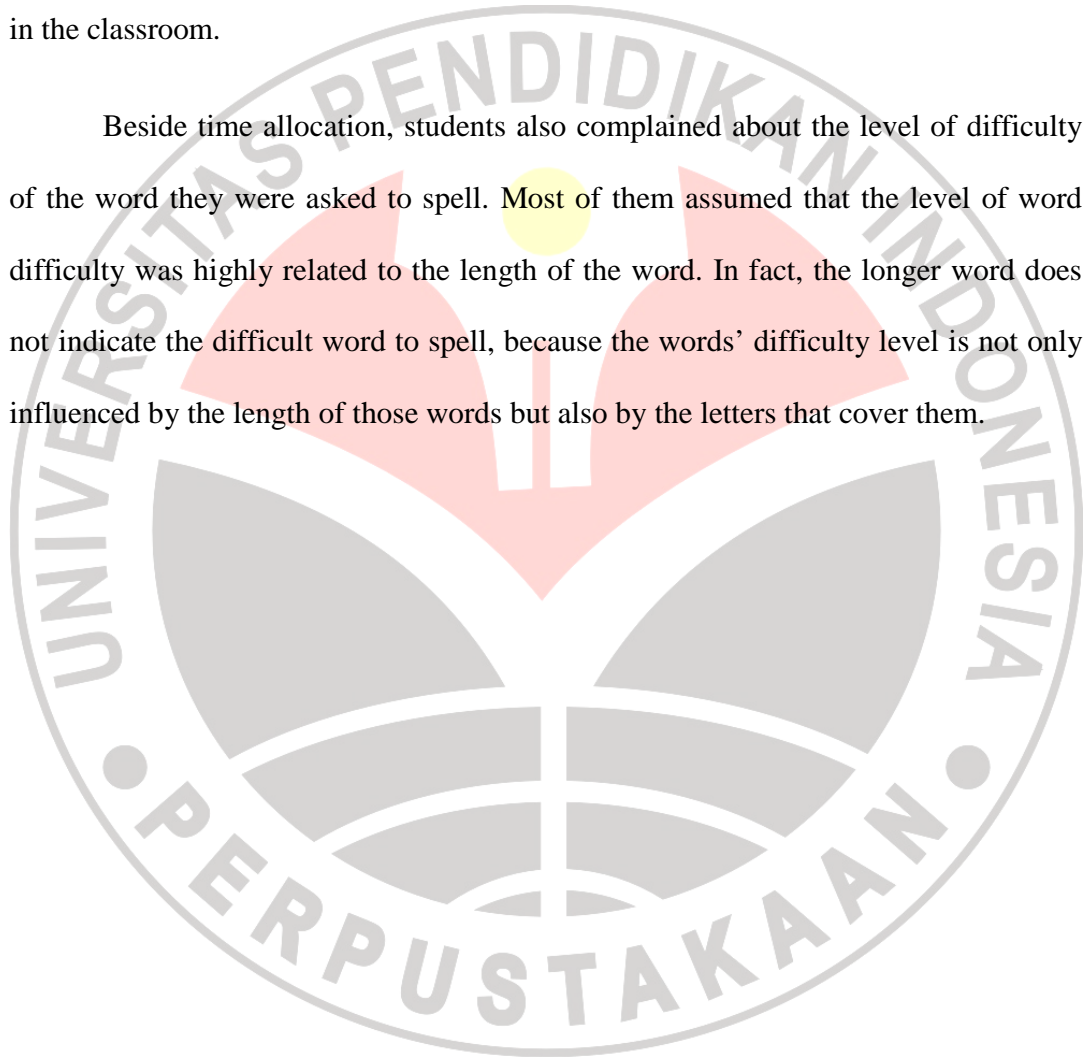 in the classroom.
Beside time allocation, students also complained about the level of difficulty
of the word they were asked to spell. Most of them assumed that the level of word
difficulty was highly related to the length of the word. In fact, the longer word does
not indicate the difficult word to spell, because the words’ difficulty level is not only
influenced by the length of those words but also by the letters that cover them.
UNIVERSITAS PENDIDIKAN INDONESIA
PERPUSTAKAAN